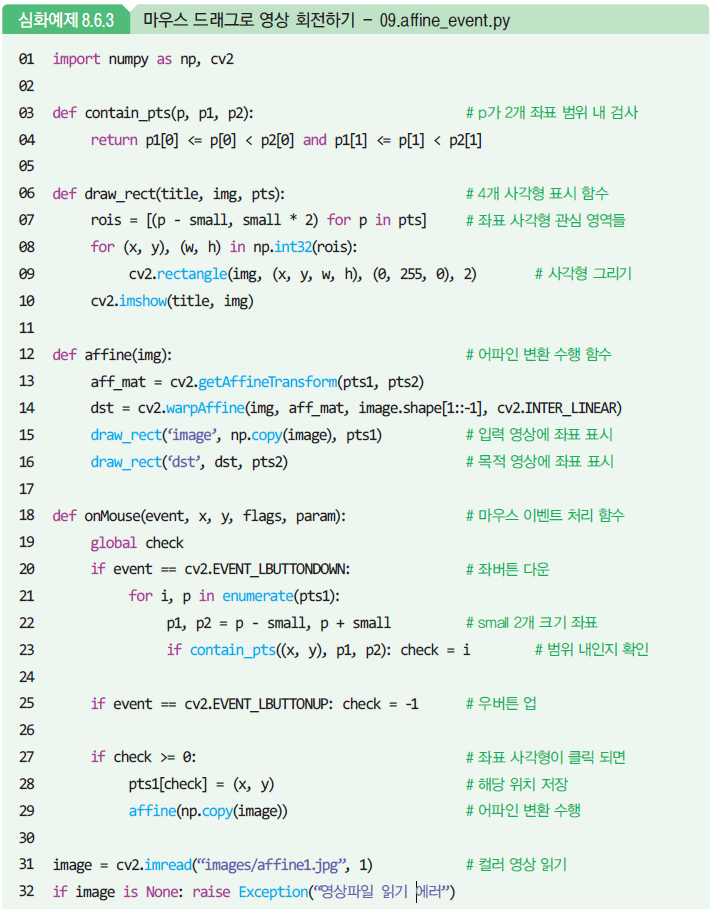 심화예제 8.6.3 마우스 드래그로 영상 회전하기 – 09.affine_event.py
01 import numpy as np, cv2
02
03 def contain_pts(p, p1, p2): # p가 2개 좌표 범위 내 검사
04 return p1[0] <= p[0] < p2[0] and p1[1] <= p[1] < p2[1]
05
06 def draw_rect(title, img, pts): # 4개 사각형 표시 함수
07 rois = [(p - small, small * 2) for p in pts] # 좌표 사각형 관심 영역들
08 for (x, y), (w, h) in np.int32(rois):
09 cv2.rectangle(img, (x, y, w, h), (0, 255, 0), 2) # 사각형 그리기
10 cv2.imshow(title, img)
11
12 def affine(img): # 어파인 변환 수행 함수
13 aff_mat = cv2.getAffineTransform(pts1, pts2)
14 dst = cv2.warpAffine(img, aff_mat, image.shape[1::-1], cv2.INTER_LINEAR)
15 draw_rect(‘image’, np.copy(image), pts1) # 입력 영상에 좌표 표시
16 draw_rect(‘dst’, dst, pts2) # 목적 영상에 좌표 표시
17
18 def onMouse(event, x, y, flags, param): # 마우스 이벤트 처리 함수
19 global check
20 if event == cv2.EVENT_LBUTTONDOWN: # 좌버튼 다운
21 for i, p in enumerate(pts1):
22 p1, p2 = p - small, p + small # small 2개 크기 좌표
23 if contain_pts((x, y), p1, p2): check = i # 범위 내인지 확인
24
25 if event == cv2.EVENT_LBUTTONUP: check = -1 # 우버튼 업
26
27 if check >= 0: # 좌표 사각형이 클릭 되면
28 pts1[check] = (x, y) # 해당 위치 저장
29 affine(np.copy(image)) # 어파인 변환 수행
30
31 image = cv2.imread(“images/affine1.jpg”, 1) # 컬러 영상 읽기
32 if image is None: raise Exception(“영상파일 읽기 에러”)